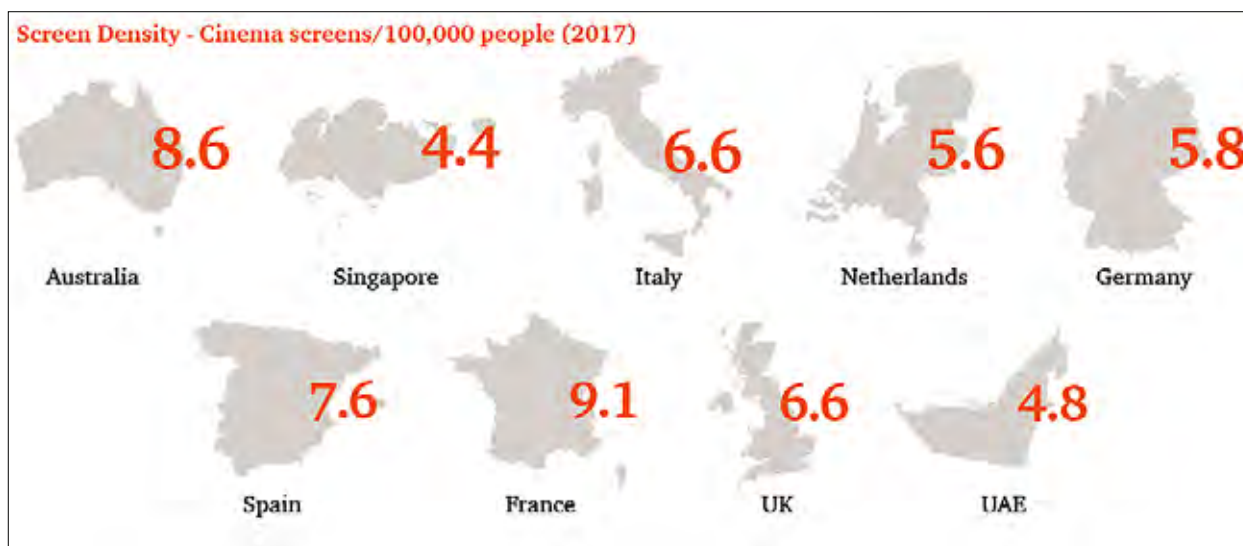 Screen Density - Cinema screens/100,000 people (2017)
8.6 4.4 6.6 5.6 5.8
Australia Singapore Italy Netherlands Germany
7.6 9.1 6.6 4.8
Spain France UK UAE